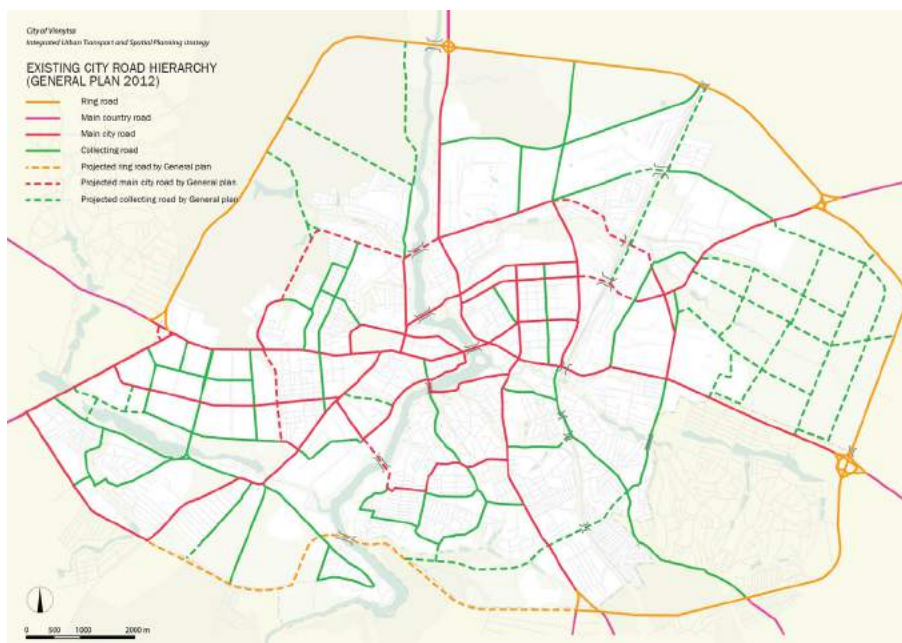 City of Vinnytsa
Integrated Urban Transport and Spatial Planning strategy
EXISTING CITY ROAD HIERARCHY
(GENERAL PLAN 2012)
Ring road
Main country road
Main city road
Collecting road
Projected ring road by General plan
Projected main city road by General plan
Projected collecting road by General plan
0 500 1000 2000 m